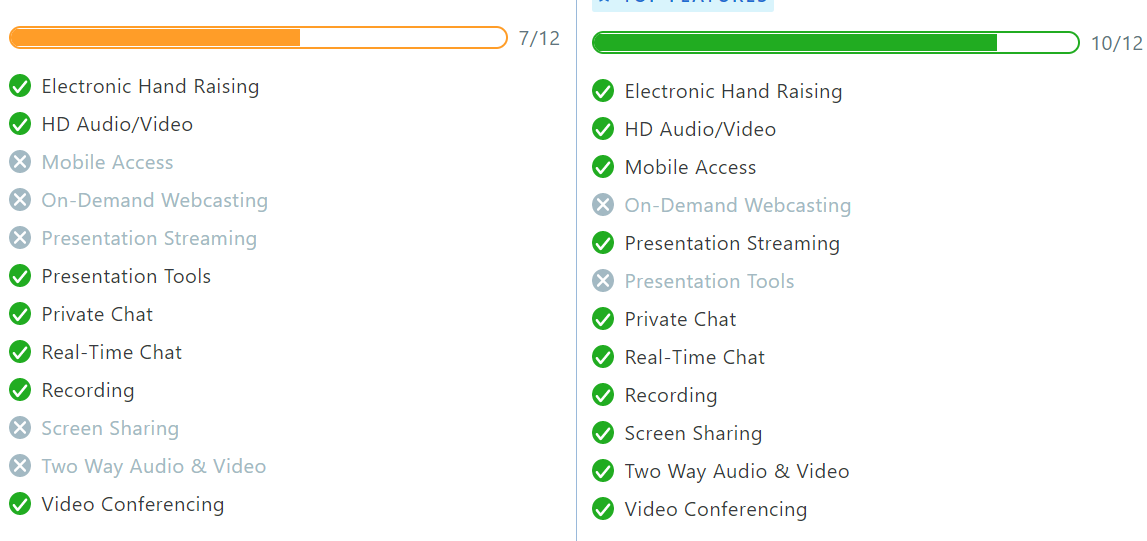 TOP FEATURES
7/12
Electronic Hand Raising
HD Audio/Video
Mobile Access
On-Demand Webcasting
Presentation Streaming
Presentation Tools
Private Chat
Real-Time Chat
Recording
Screen Sharing
Two Way Audio & Video
Video Conferencing
10/12
Electronic Hand Raising
HD Audio/Video
Mobile Access
On-Demand Webcasting
Presentation Streaming
Presentation Tools
Private Chat
Real-Time Chat
Recording
Screen Sharing
Two Way Audio & Video
Video Conferencing